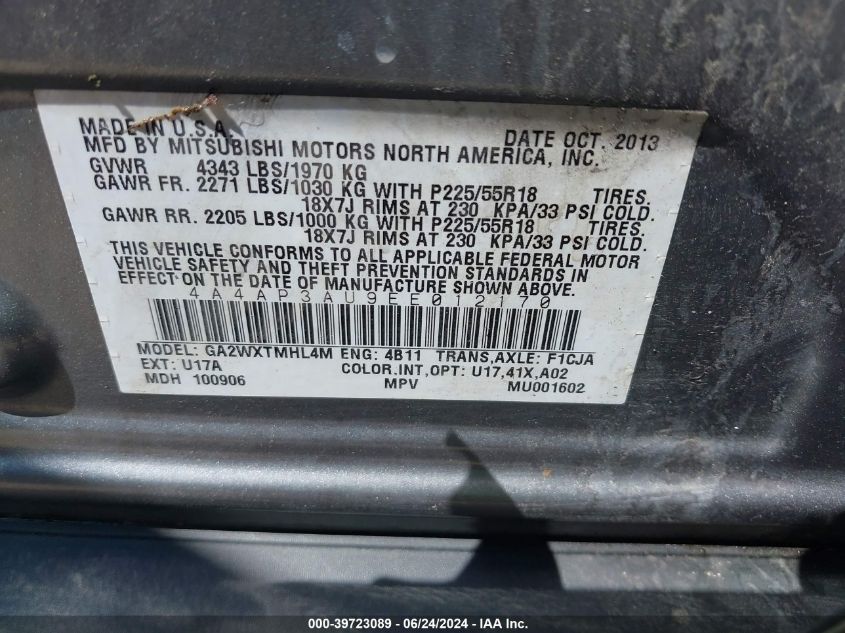 MADE IN U.S.A. DATE OCT. 2013
MFD BY MITSUBISHI MOTORS NORTH AMERICA, INC.
GVWR 4343 LBS/1970 KG
GAWR FR. 2271 LBS/1030 KG WITH P225/55R18 TIRES,
18X7J RIMS AT 230 KPA/33 PSI COLD.
GAWR RR. 2205 LBS/1000 KG WITH P225/55R18 TIRES,
18X7J RIMS AT 230 KPA/33 PSI COLD.
THIS VEHICLE CONFORMS TO ALL APPLICABLE FEDERAL MOTOR
VEHICLE SAFETY AND THEFT PREVENTION STANDARDS IN
EFFECT ON THE DATE OF MANUFACTURE SHOWN ABOVE.
4A4AP3AU9EE012170
MODEL: GA2WXTMHL4M ENG: 4B11 TRANS,AXLE: F1CJA
EXT: U17A COLOR.INT,OPT: U17,41X,A02
MDH 100906 MPV MU001602
000-39723089 - 06/24/2024 - IAA Inc.